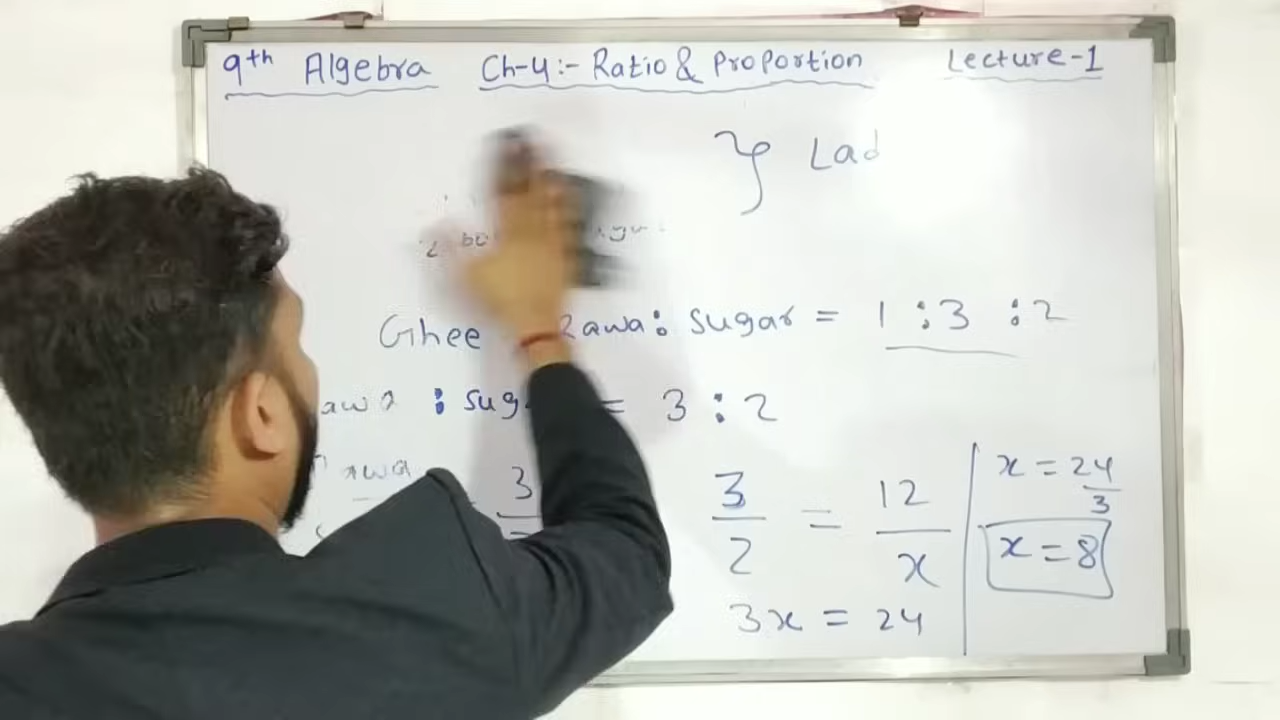 9th Algebra Ch-4:- Ratio & Proportion Lecture-1
Lad
Ghee Rawa : sugar = 1 : 3 : 2
: = 3 : 2
3
3/2 = 12/x
3x = 24
x = 24/3
x = 8